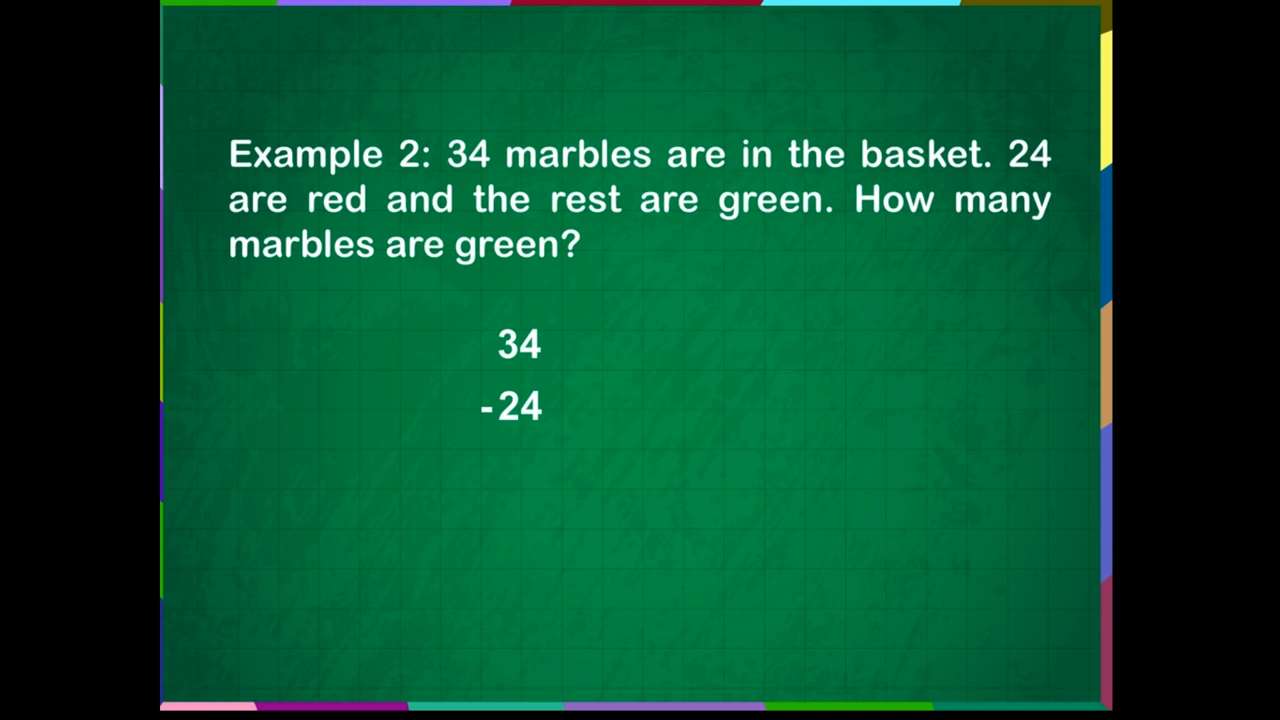 Example 2: 34 marbles are in the basket. 24
are red and the rest are green. How many
marbles are green?
34
-24